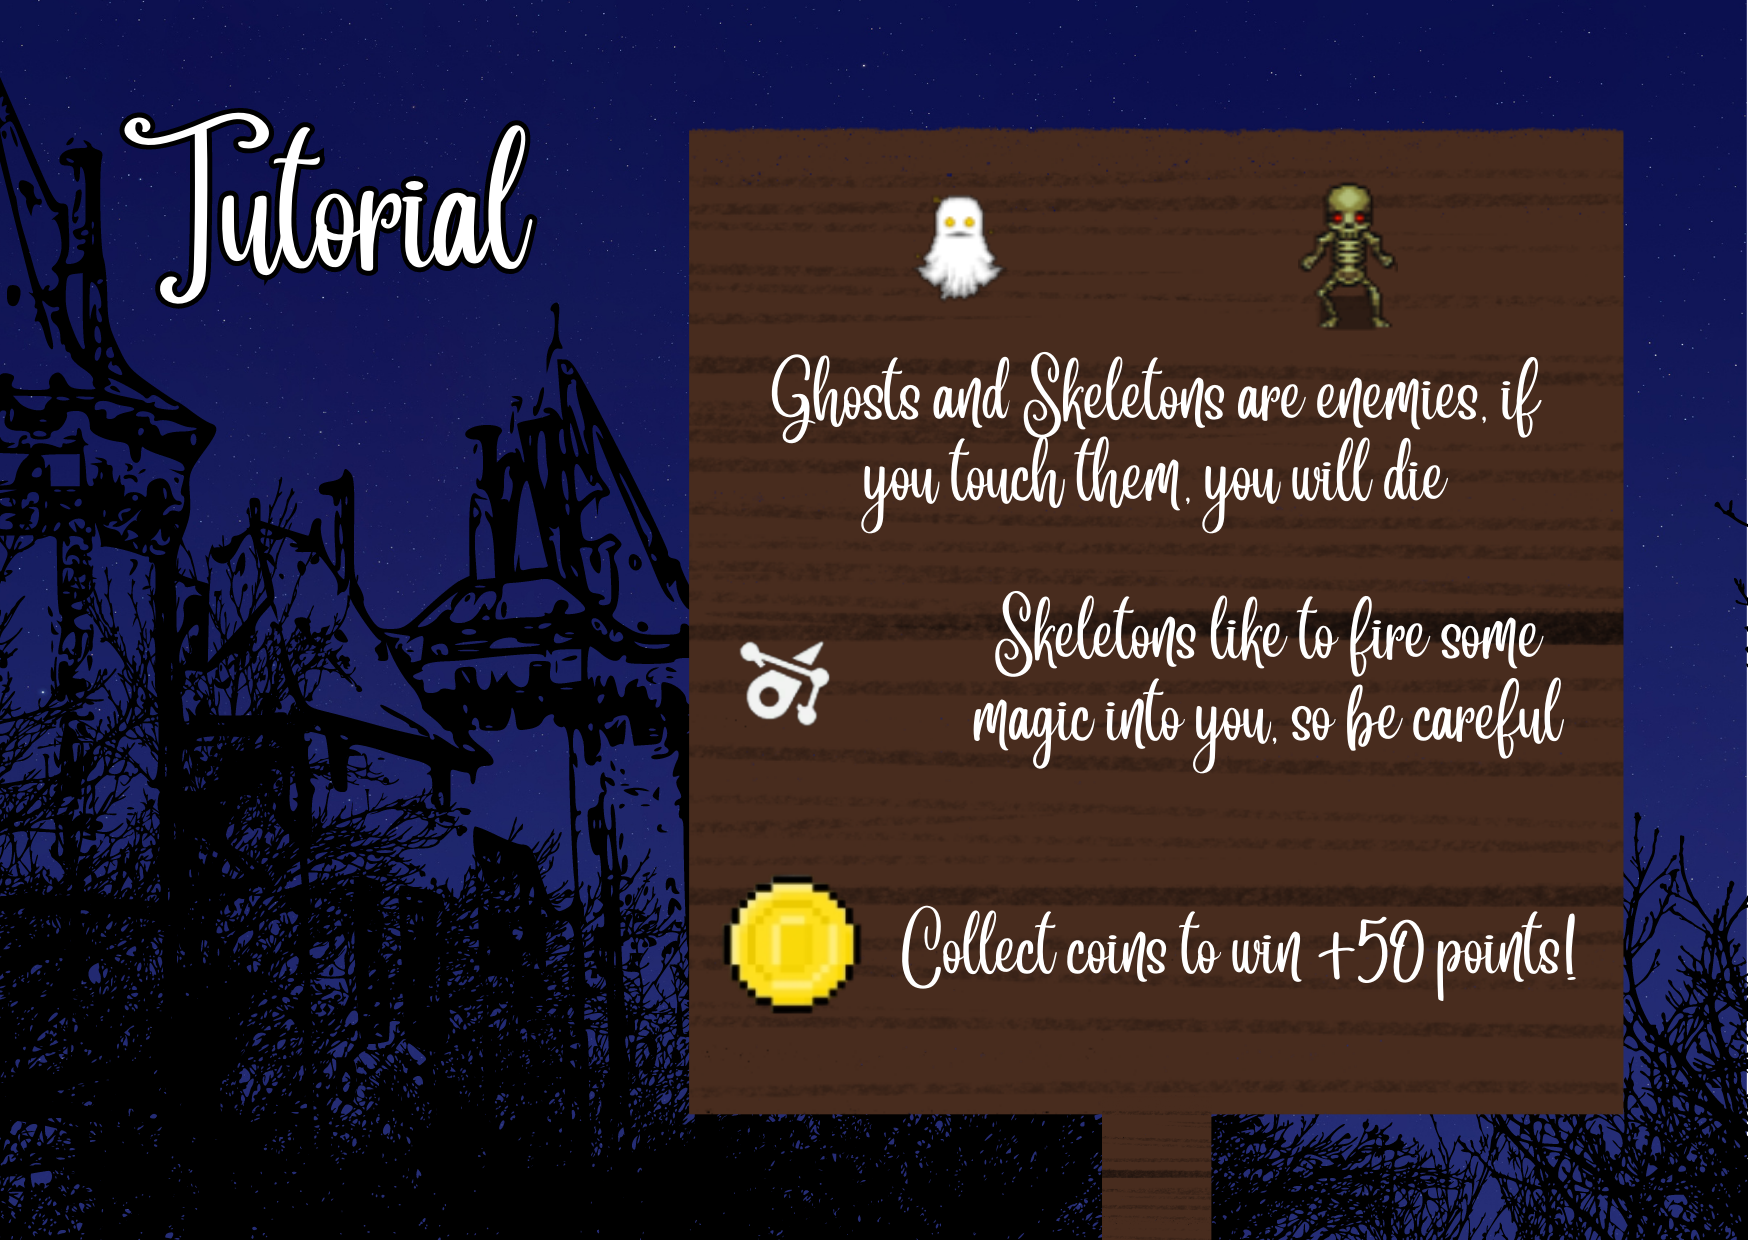 Tutorial
Ghosts and Skeletons are enemies, if
you touch them, you will die
Skeletons like to fire some
magic into you, so be careful
Collect coins to win +50 points!